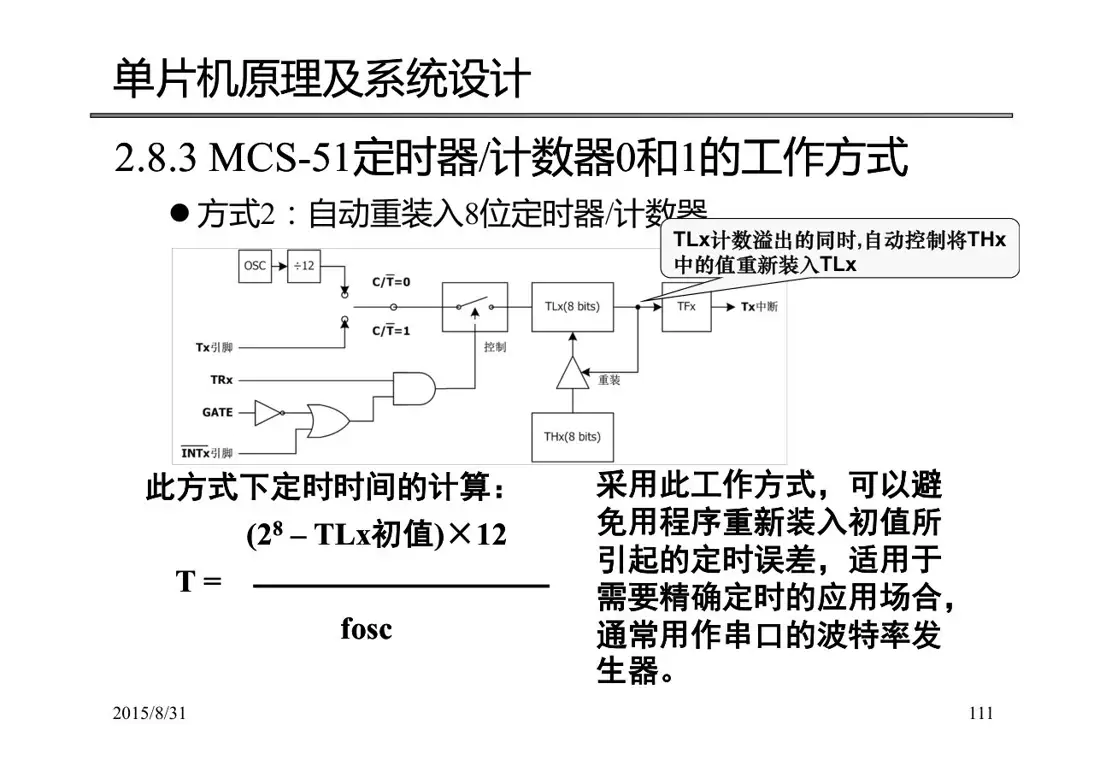 单片机原理及系统设计
2.8.3 MCS-51定时器/计数器0和1的工作方式
● 方式2：自动重装入8位定时器/计数器
TLx计数溢出的同时,自动控制将THx
中的值重新装入TLx
OSC
÷12
C/T̅=0
C/T̅=1
Tx引脚
TRx
GATE
I̅N̅T̅x̅引脚
控制
TLx(8 bits)
TFx
Tx中断
重装
THx(8 bits)
此方式下定时时间的计算：
(2⁸ – TLx初值)×12
T =
fosc
采用此工作方式，可以避
免用程序重新装入初值所
引起的定时误差，适用于
需要精确定时的应用场合，
通常用作串口的波特率发
生器。
2015/8/31
111